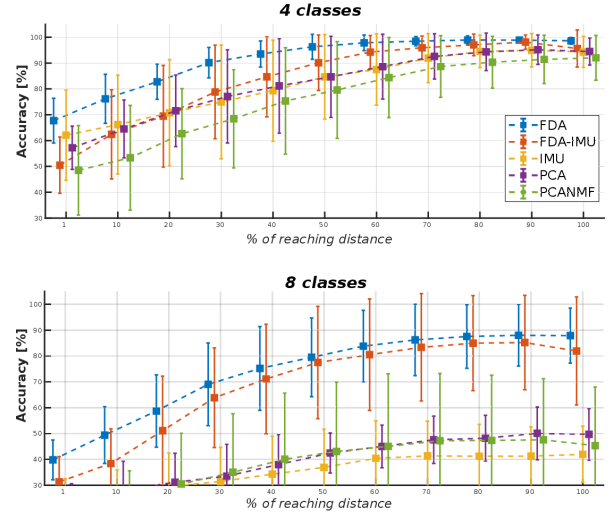 4 classes
Accuracy [%]
100
90
80
70
60
50
40
30
1 10 20 30 40 50 60 70 80 90 100
% of reaching distance
FDA
FDA-IMU
IMU
PCA
PCANMF
8 classes
Accuracy [%]
100
90
80
70
60
50
40
30
1 10 20 30 40 50 60 70 80 90 100
% of reaching distance